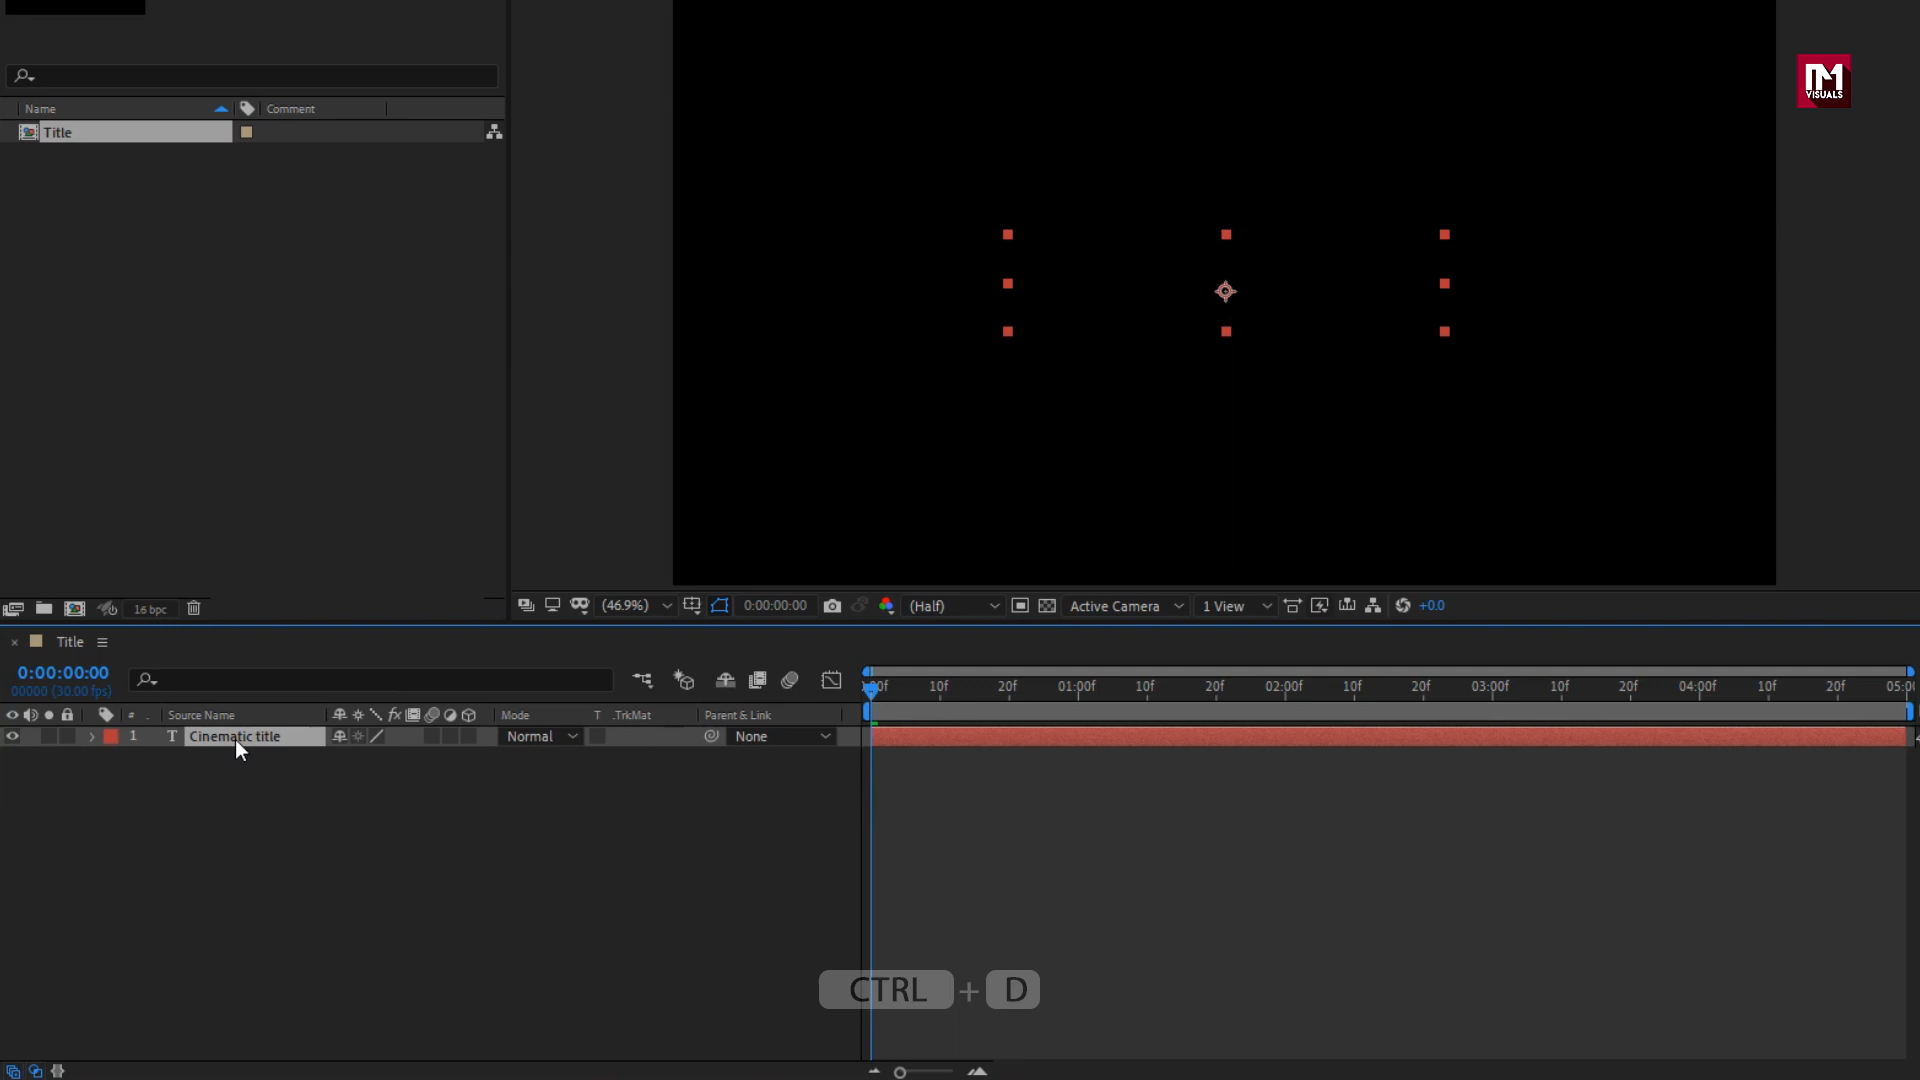 Name Comment
Title
M
VISUALS
16 bpc
(46.9%) 0:00:00:00 (Half) Active Camera 1 View +0.0
Title
0:00:00:00
00000 (30.00 fps)
:00f 10f 20f 01:00f 10f 20f 02:00f 10f 20f 03:00f 10f 20f 04:00f 10f 20f 05:00
# . Source Name fx Mode T .TrkMat Parent & Link
1 T Cinematic title Normal None
CTRL + D